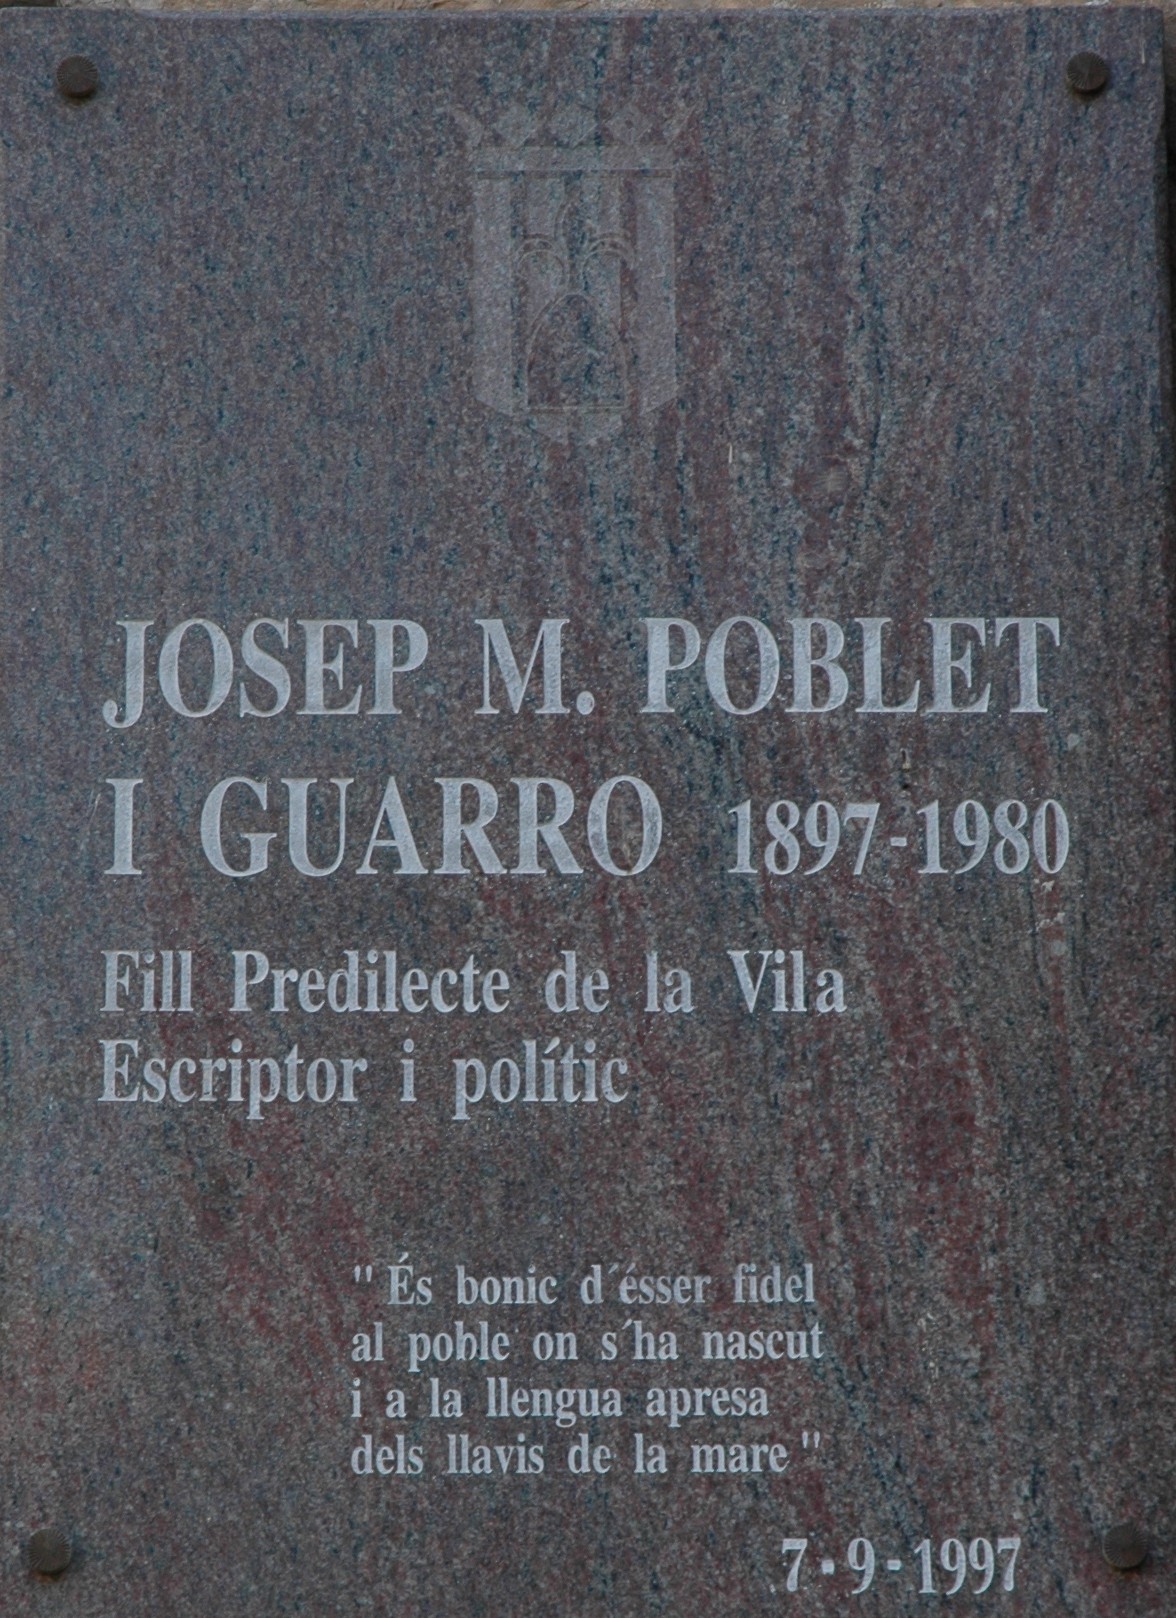 JOSEP M. POBLET
I GUARRO 1897-1980
Fill Predilecte de la Vila
Escriptor i polític
"És bonic d´ésser fidel
al poble on s´ha nascut
i a la llengua apresa
dels llavis de la mare"
7-9-1997